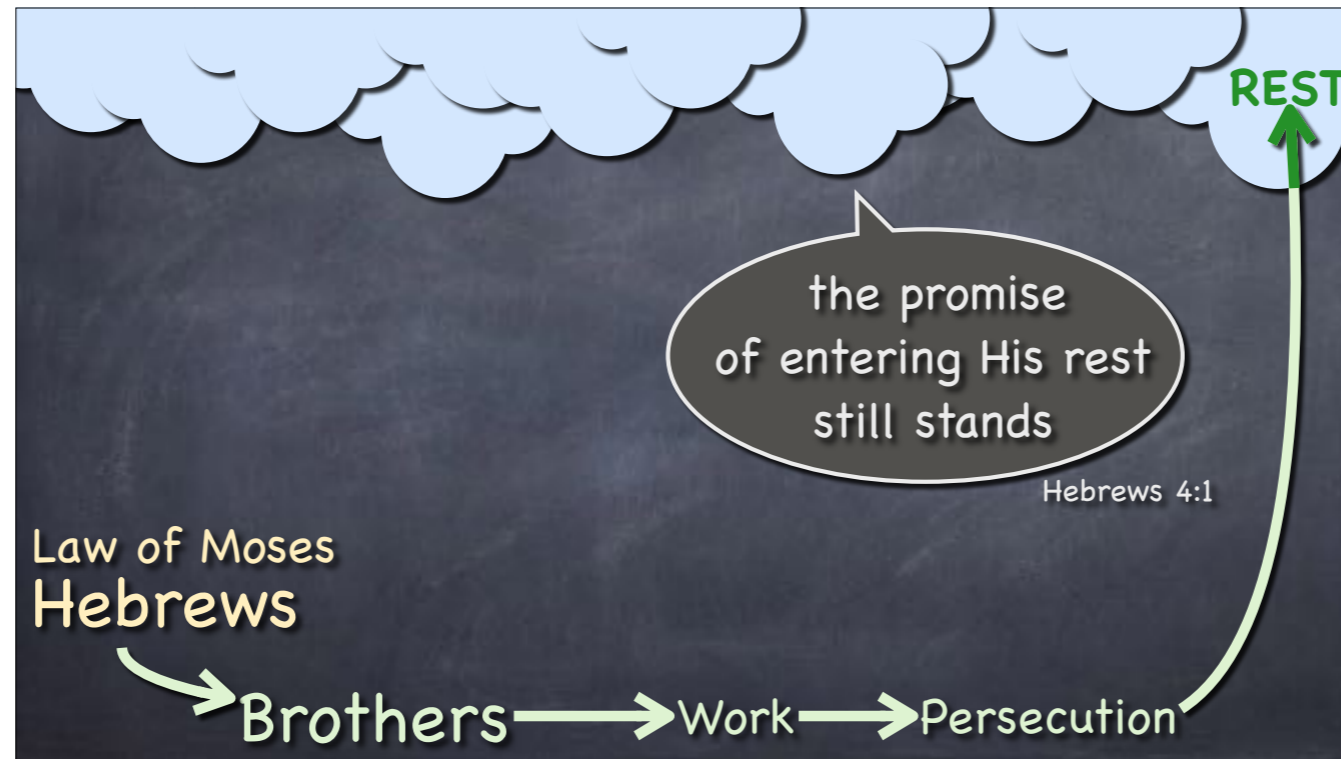 REST
the promise
of entering His rest
still stands
Hebrews 4:1
Law of Moses
Hebrews
Brothers Work Persecution